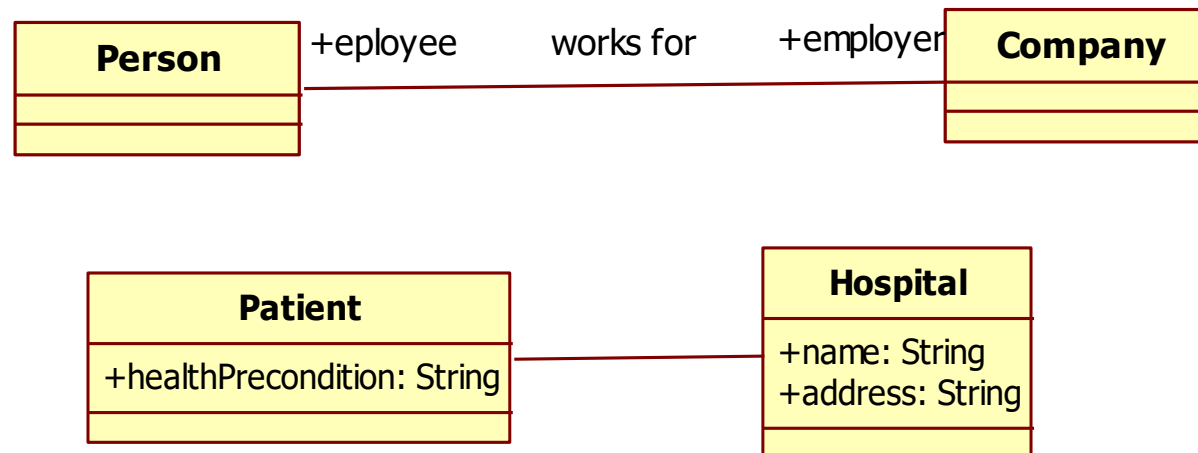 Person
+eployee works for +employer
Company
Patient
+healthPrecondition: String
Hospital
+name: String
+address: String